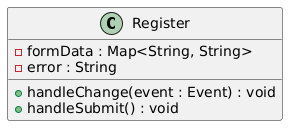 C Register
formData : Map<String, String>
error : String
handleChange(event : Event) : void
handleSubmit() : void